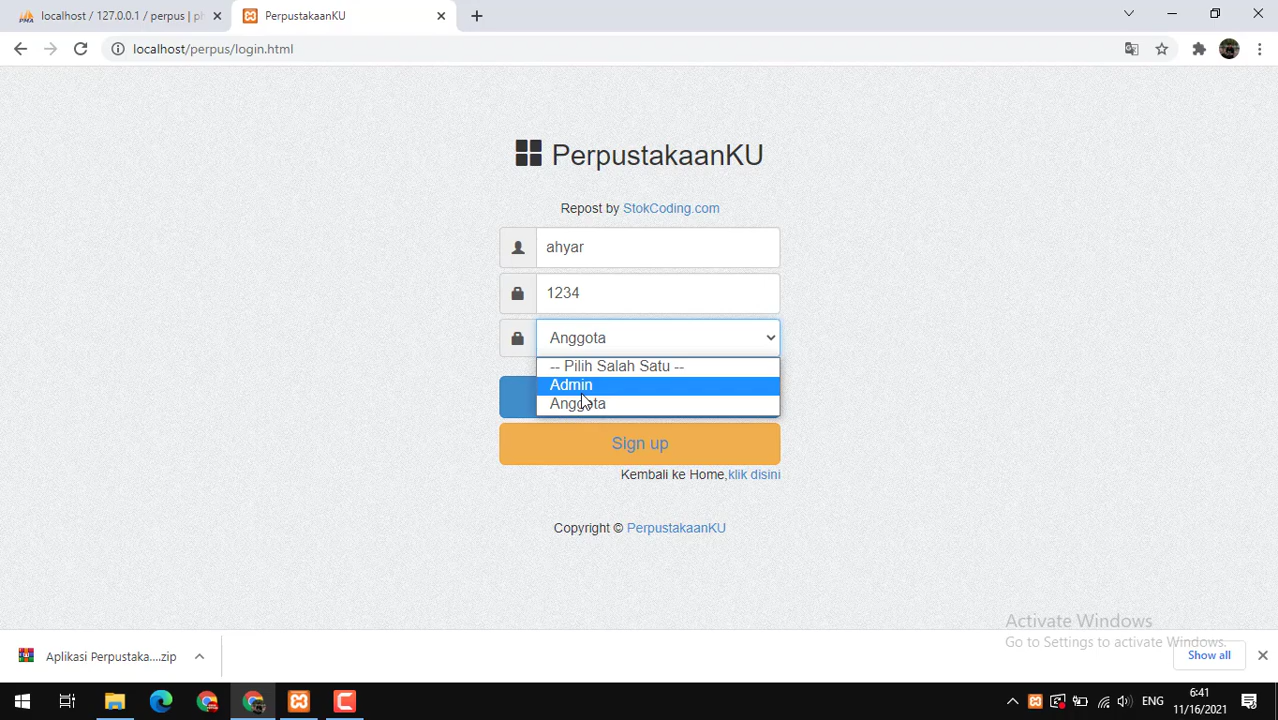 localhost / 127.0.0.1 / perpus | ph
PerpustakaanKU
localhost/perpus/login.html
PerpustakaanKU
Repost by StokCoding.com
ahyar
1234
Anggota
-- Pilih Salah Satu --
Admin
Anggota
Sign up
Kembali ke Home,klik disini
Copyright © PerpustakaanKU
Activate Windows
Go to Settings to activate Windows.
Aplikasi Perpustaka....zip
Show all
ENG
6:41
11/16/2021